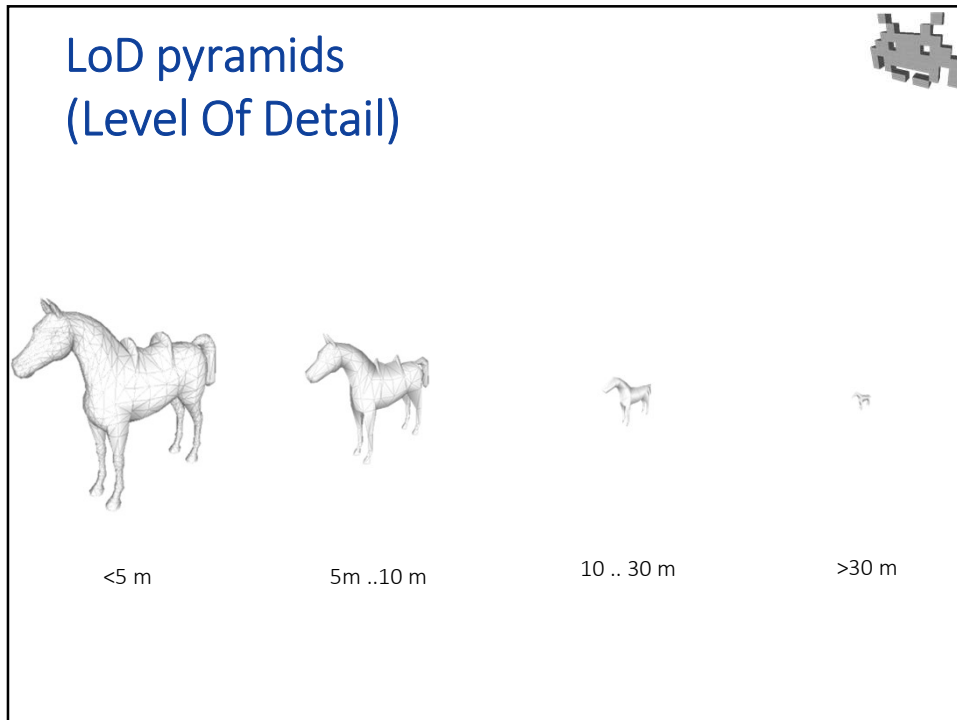 LoD pyramids
(Level Of Detail)
<5 m
5m ..10 m
10 .. 30 m
>30 m